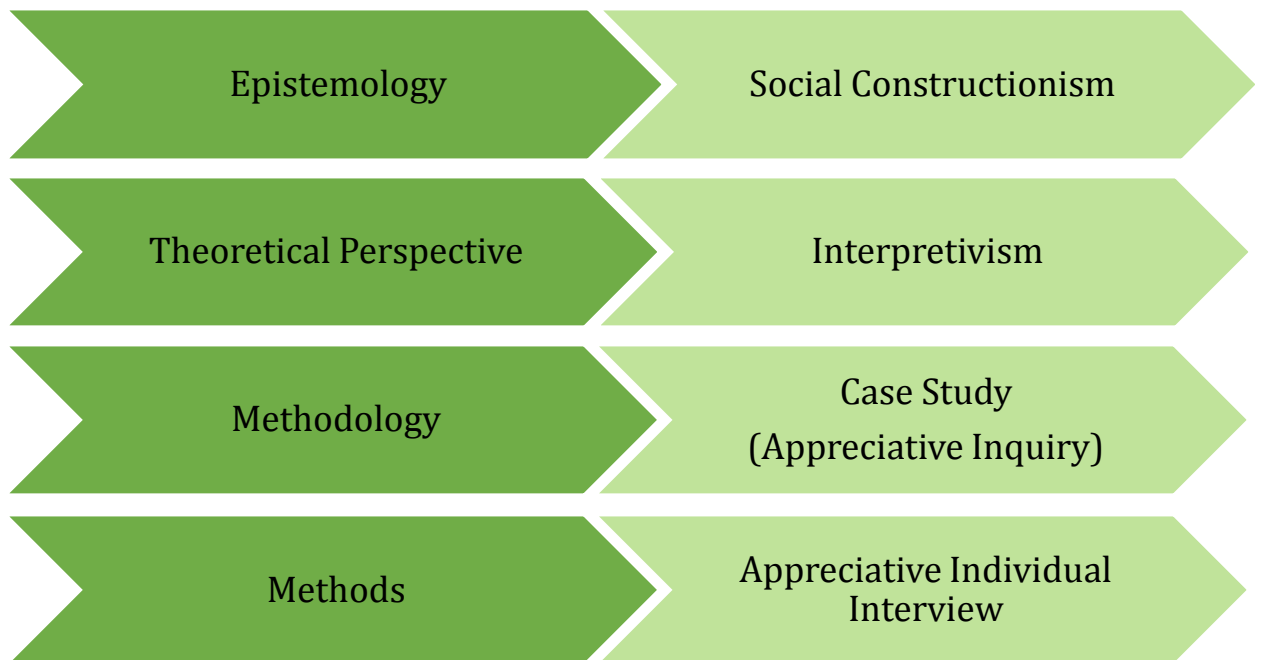 Epistemology
Social Constructionism
Theoretical Perspective
Interpretivism
Methodology
Case Study
(Appreciative Inquiry)
Methods
Appreciative Individual
Interview